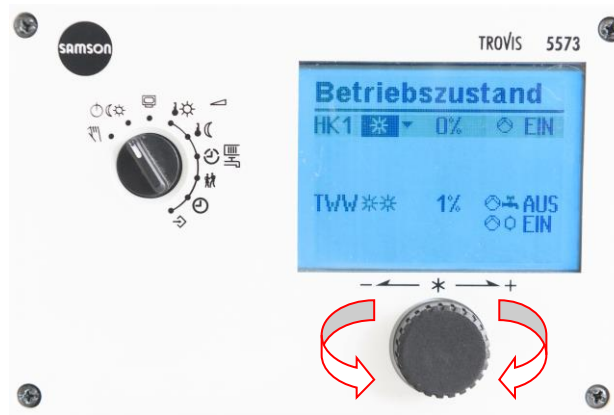 SAMSON
TROVIS 5573
Betriebszustand
HK1 0% EIN
TWW 1% AUS
EIN
- * +